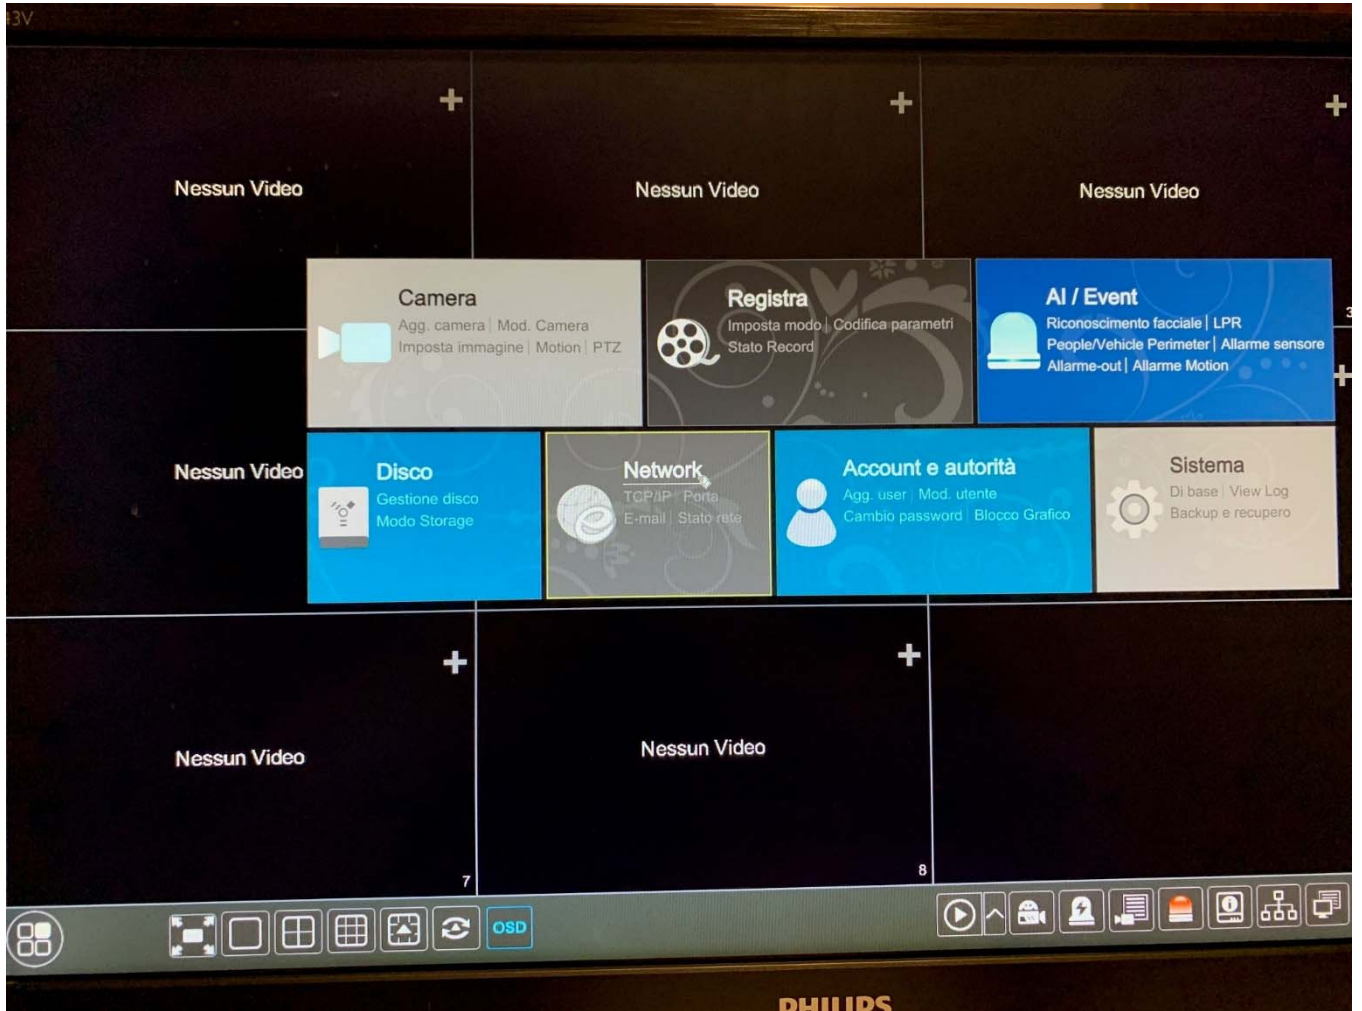 43V
Nessun Video
Nessun Video
Nessun Video
Camera
Agg. camera | Mod. Camera
Imposta immagine | Motion | PTZ
Registra
Imposta modo | Codifica parametri
Stato Record
AI / Event
Riconoscimento facciale | LPR
People/Vehicle Perimeter | Allarme sensore
Allarme-out | Allarme Motion
3
Nessun Video
Disco
Gestione disco
Modo Storage
Network
TCP/IP | Porta
E-mail | Stato rete
Account e autorità
Agg. user | Mod. utente
Cambio password | Blocco Grafico
Sistema
Di base | View Log
Backup e recupero
Nessun Video
Nessun Video
7
8
OSD
PHILIPS